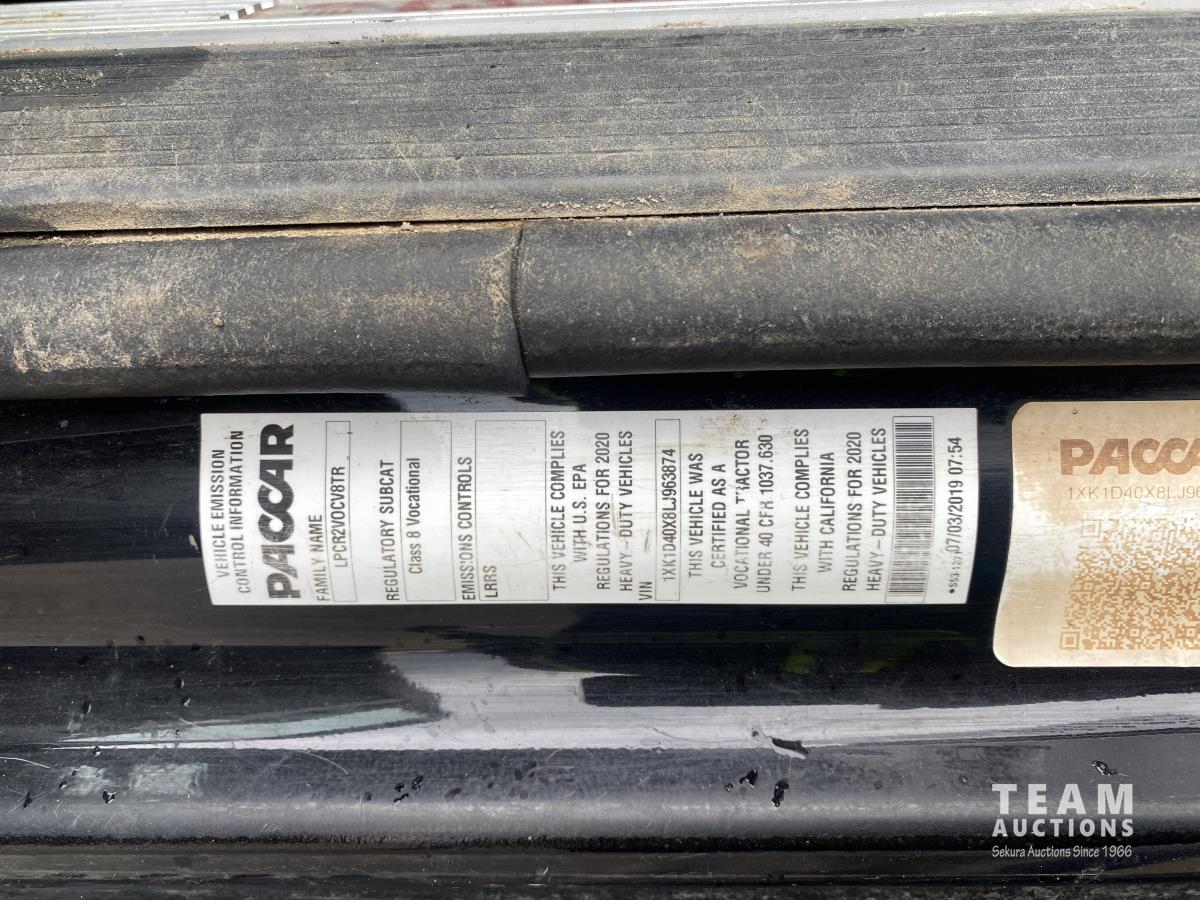 VEHICLE EMISSION
CONTROL INFORMATION
PACCAR
FAMILY NAME
LPCR2VOCV8TR
REGULATORY SUBCAT
Class 8 Vocational
EMISSIONS CONTROLS
LRRS
THIS VEHICLE COMPLIES
WITH U.S. EPA
REGULATIONS FOR 2020
HEAVY-DUTY VEHICLES
VIN
1XK1D40X8LJ963874
THIS VEHICLE WAS
CERTIFIED AS A
VOCATIONAL TRACTOR
UNDER 40 CFR 1037.630
THIS VEHICLE COMPLIES
WITH CALIFORNIA
REGULATIONS FOR 2020
HEAVY-DUTY VEHICLES
07/03/2019 07:54
PACCA
1XK1D40X8LJ96
TEAM
AUCTIONS
Sekura Auctions Since 1966